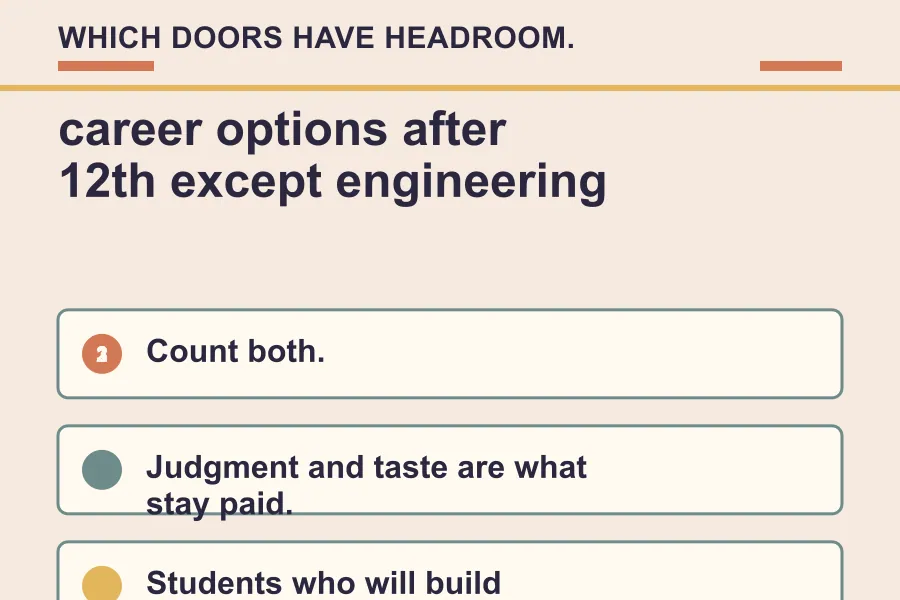 WHICH DOORS HAVE HEADROOM.
career options after
12th except engineering
Count both.
Judgment and taste are what
stay paid.
Students who will build